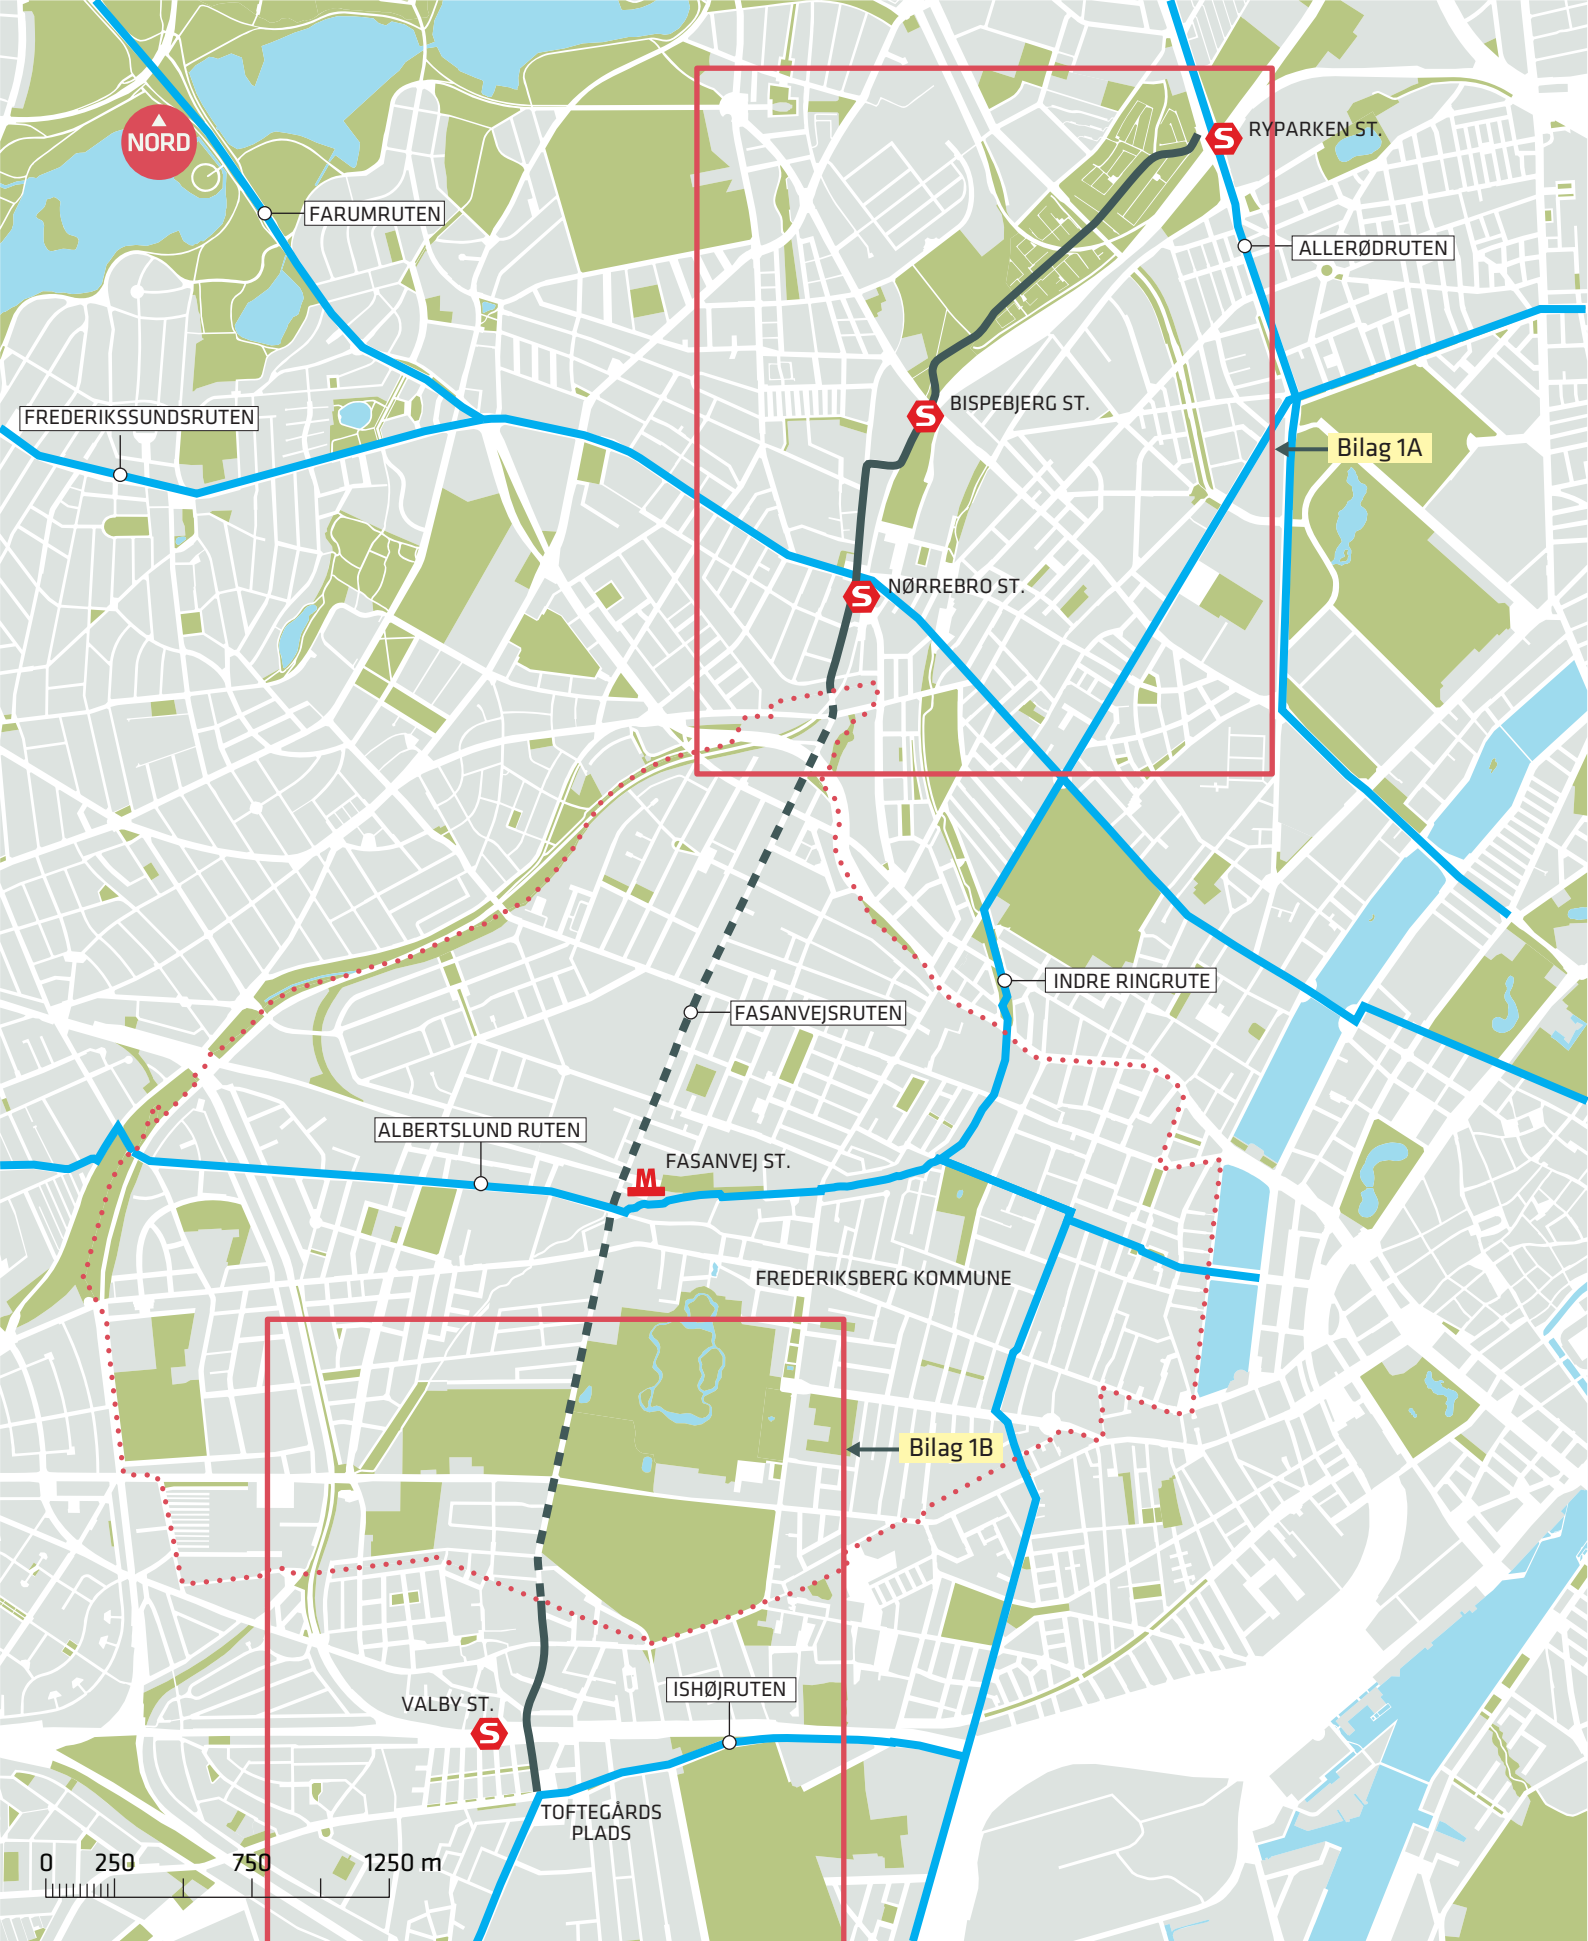 RYPARKEN ST.
NORD
FARUMRUTEN
ALLERØDRUTEN
BISPEBJERG ST.
FREDERIKSSUNDSRUTEN
Bilag 1A
NØRREBRO ST.
INDRE RINGRUTE
FASANVEJSRUTEN
ALBERTSLUND RUTEN
FASANVEJ ST.
M
FREDERIKSBERG KOMMUNE
Bilag 1B
ISHØJRUTEN
VALBY ST.
TOFTEGÅRDS
PLADS
0 250 750 1250 m
S
S
S
S